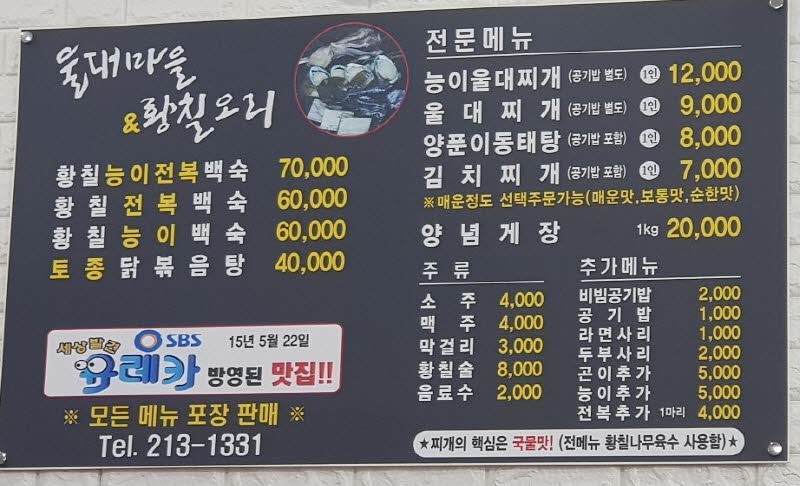 울대마을
&황칠오리
황칠능이전복백숙 70,000
황칠전복백숙 60,000
황칠능이백숙 60,000
토종닭볶음탕 40,000
세상발견
유레카
SBS 15년 5월 22일
방영된 맛집!!
※ 모든 메뉴 포장 판매 ※
Tel. 213-1331
전문메뉴
능이울대찌개 (공기밥 별도) 1인 12,000
울대찌개 (공기밥 별도) 1인 9,000
양푼이동태탕 (공기밥 포함) 1인 8,000
김치찌개 (공기밥 포함) 1인 7,000
※매운정도 선택주문가능(매운맛,보통맛,순한맛)
양념게장 1kg 20,000
주류
소주 4,000
맥주 4,000
막걸리 3,000
황칠술 8,000
음료수 2,000
추가메뉴
비빔공기밥 2,000
공기밥 1,000
라면사리 1,000
두부사리 2,000
곤이추가 5,000
능이추가 5,000
전복추가 1마리 4,000
★찌개의 핵심은 국물맛! (전메뉴 황칠나무육수 사용함)★